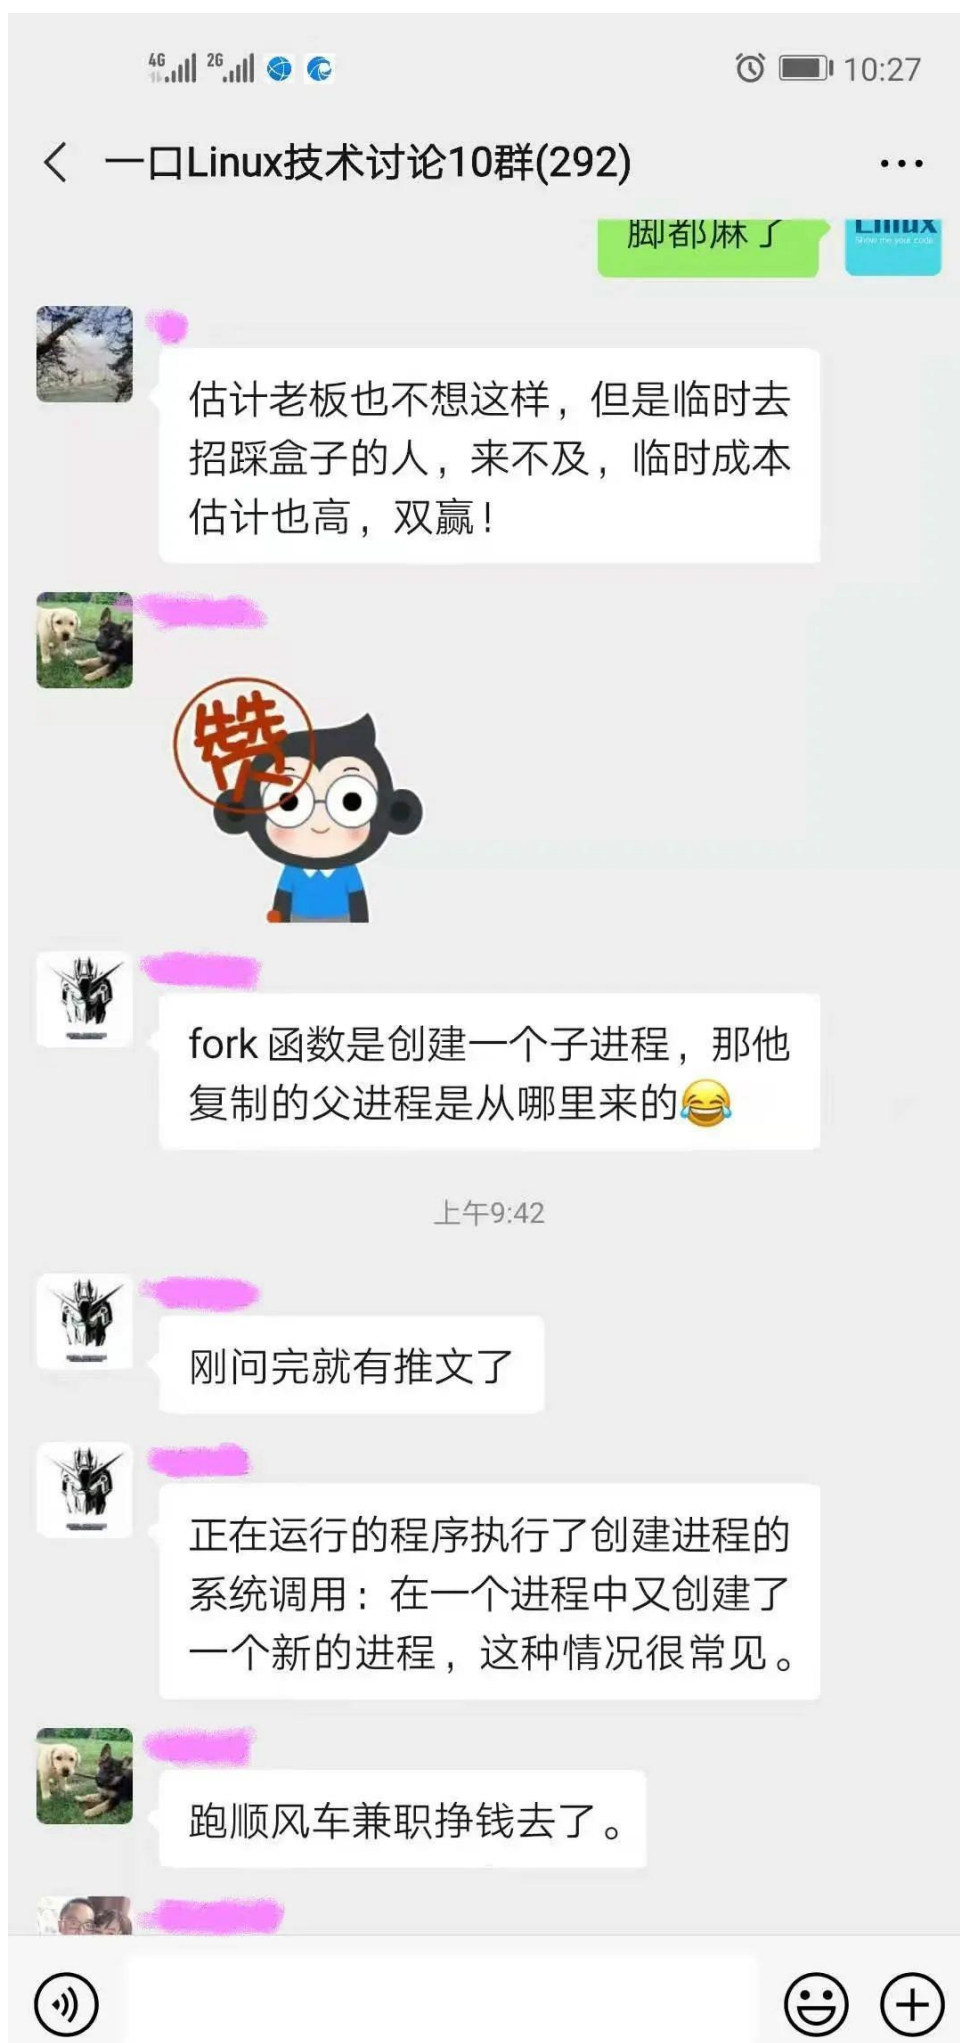 4G 2G 10:27
一口Linux技术讨论10群(292)
脚都麻了
Linux
Show me your code
估计老板也不想这样，但是临时去
招踩盒子的人，来不及，临时成本
估计也高，双赢！
赞
fork 函数是创建一个子进程，那他
复制的父进程是从哪里来的😂
上午9:42
刚问完就有推文了
正在运行的程序执行了创建进程的
系统调用：在一个进程中又创建了
一个新的进程，这种情况很常见。
跑顺风车兼职挣钱去了。